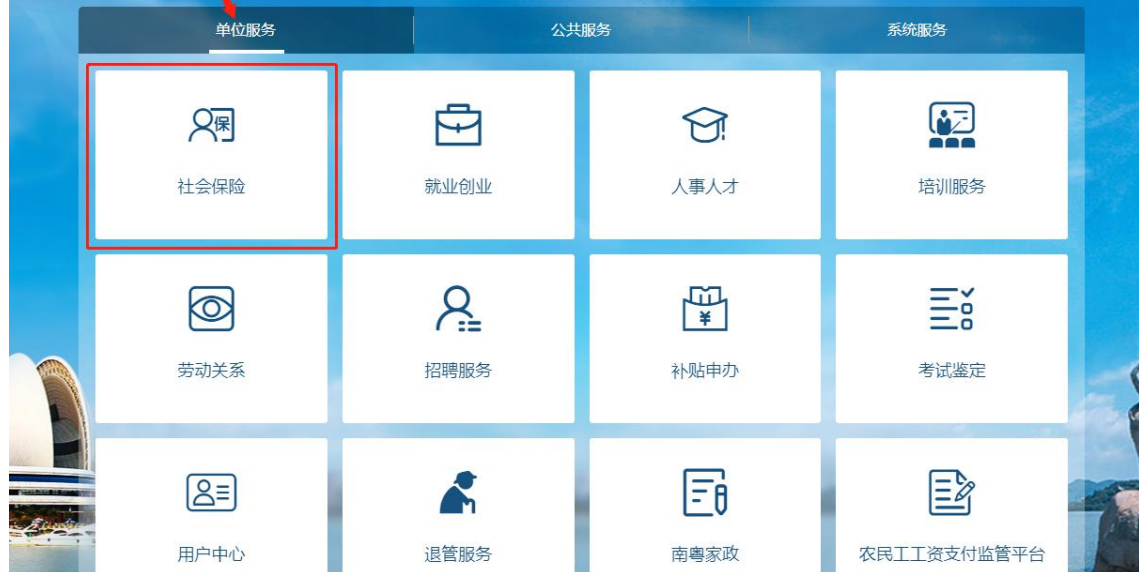 单位服务
公共服务
系统服务
保
社会保险
就业创业
人事人才
培训服务
¥
劳动关系
招聘服务
补贴申办
考试鉴定
用户中心
退管服务
南粤家政
农民工工资支付监管平台